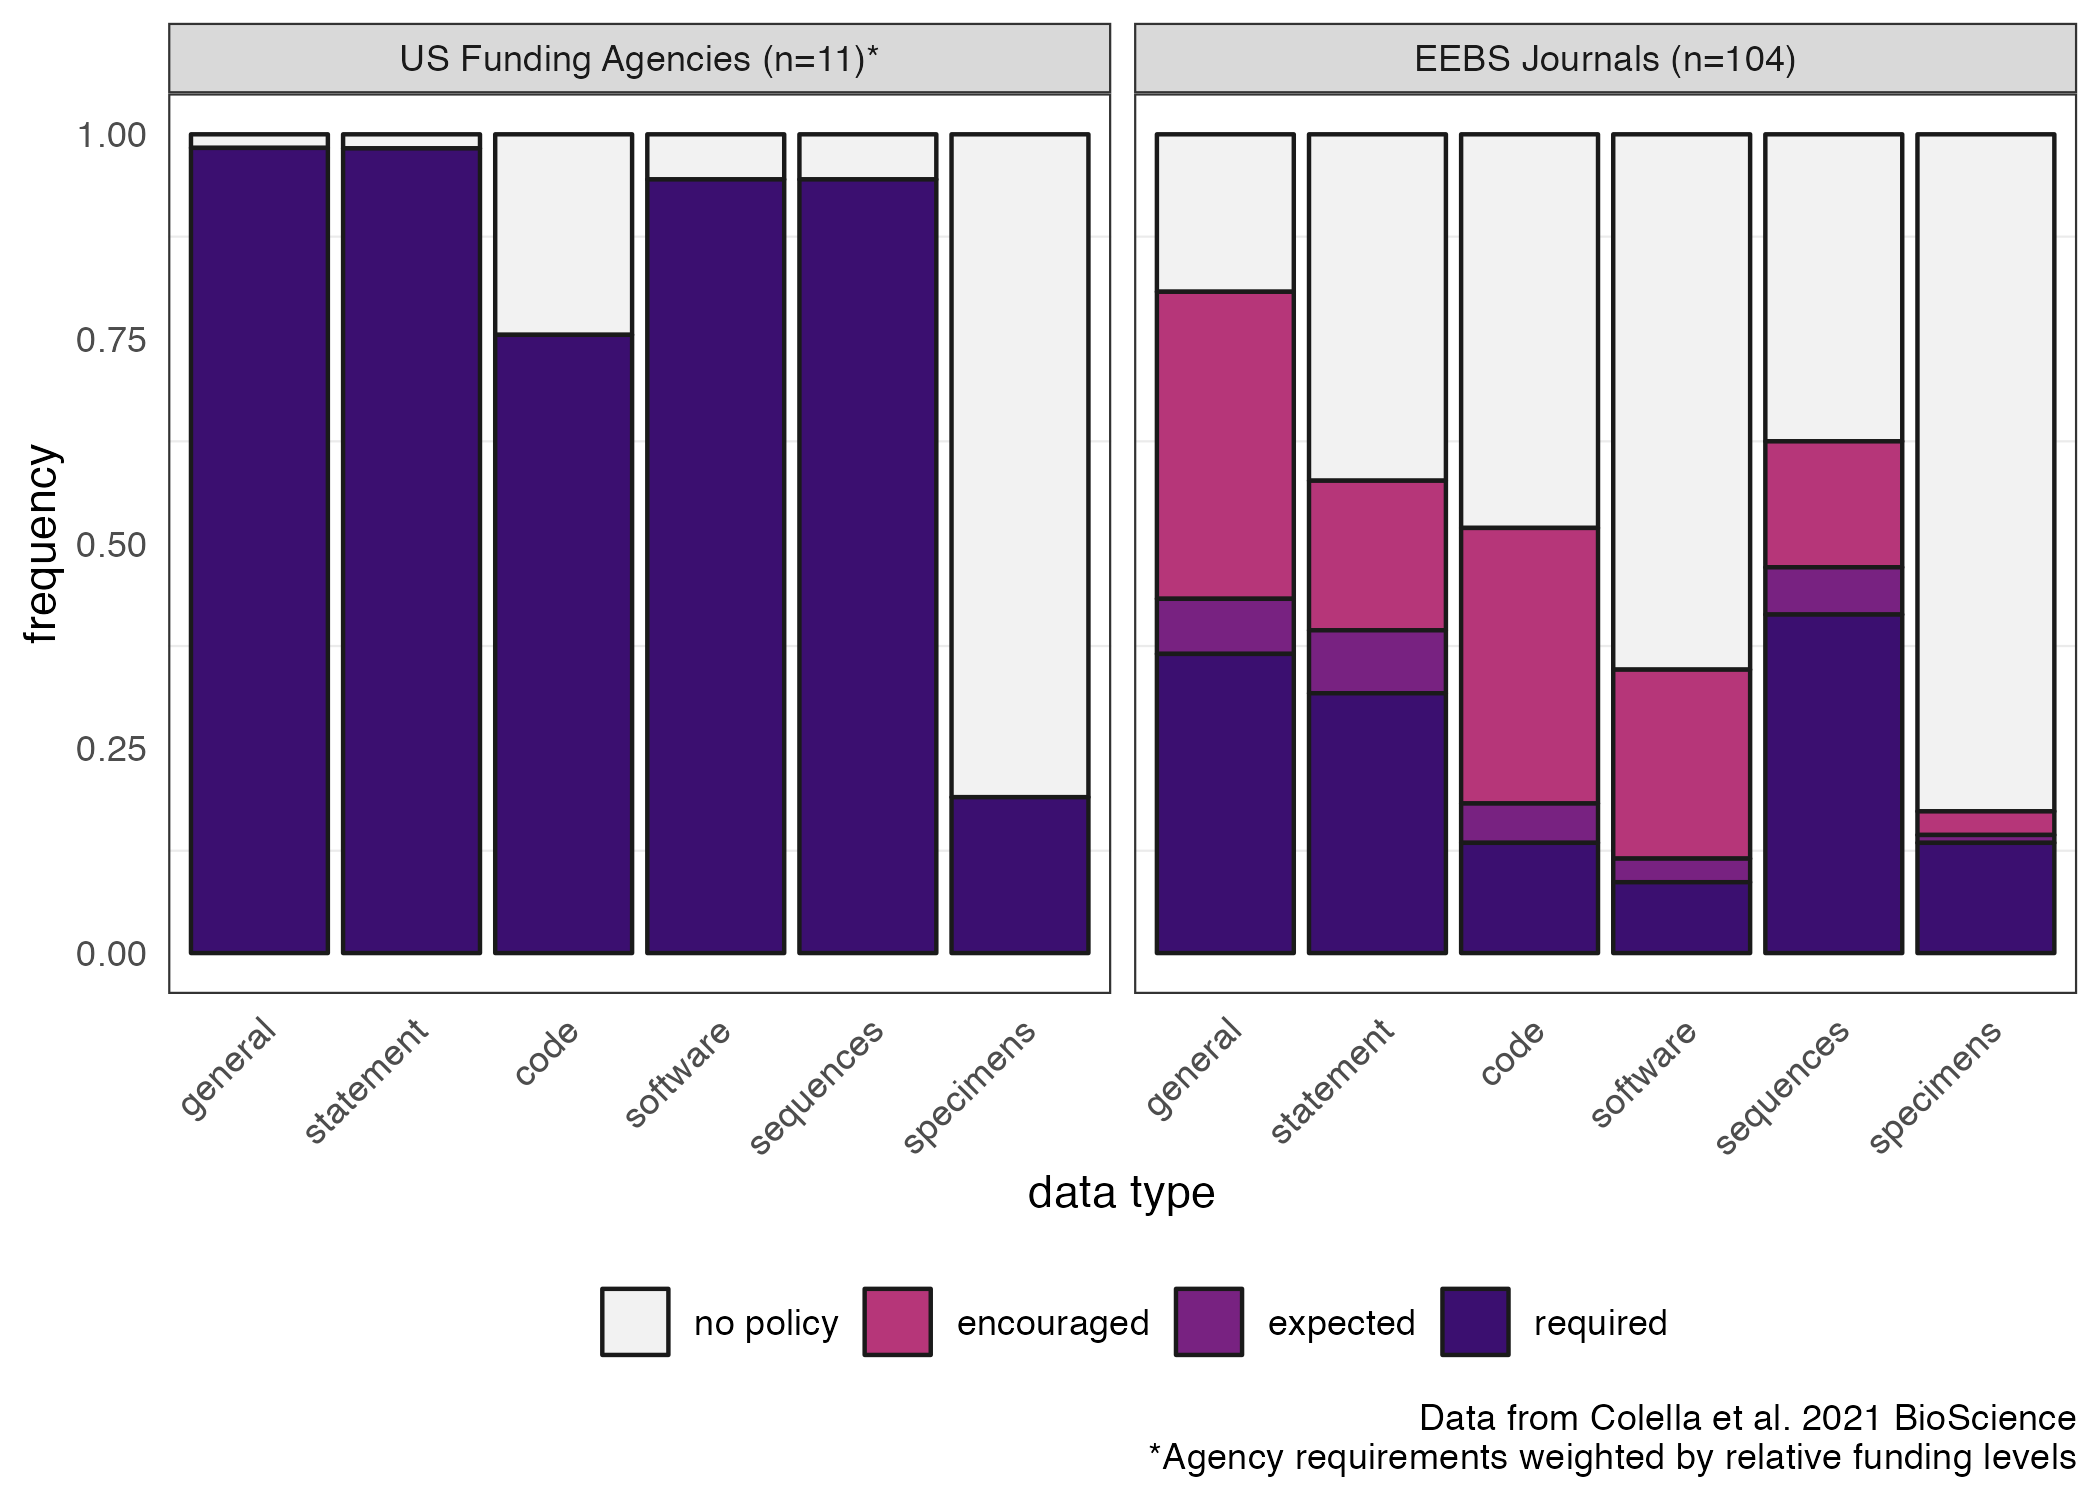 US Funding Agencies (n=11)*
EEBS Journals (n=104)
frequency
1.00
0.75
0.50
0.25
0.00
general
statement
code
software
sequences
specimens
general
statement
code
software
sequences
specimens
data type
no policy
encouraged
expected
required
Data from Colella et al. 2021 BioScience
*Agency requirements weighted by relative funding levels